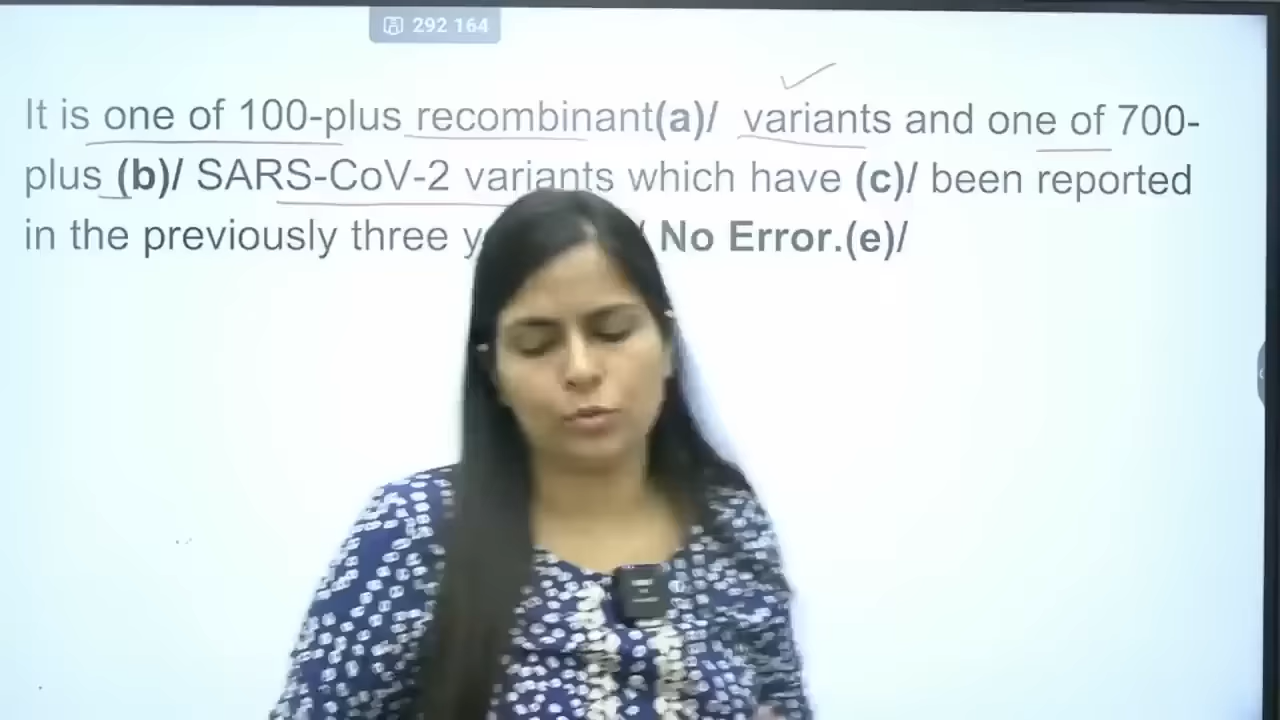 292 164
It is one of 100-plus recombinant(a)/ variants and one of 700-
plus (b)/ SARS-CoV-2 variants which have (c)/ been reported
in the previously three No Error.(e)/